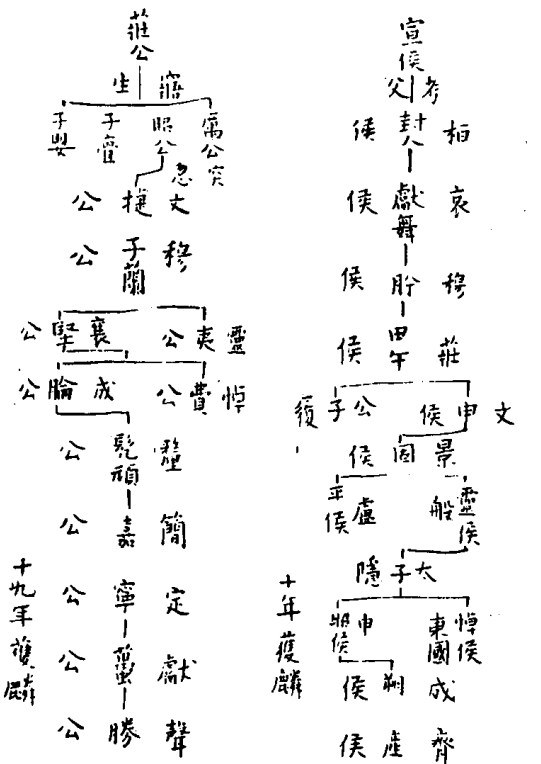 宣侯
考父
桓封人侯
哀獻舞侯
穆肸侯
莊甲午侯
文申侯
公子履
景固侯
靈侯般
平侯廬
太子隱
悼侯東國
昭侯申
成朔侯
齊產侯
十年獲麟
莊公
寤生
厲公突
昭公忽
子亹
子嬰
文捷公
穆子蘭公
靈夷公
襄堅公
悼費公
成睔公
釐髡頑公
簡嘉公
定寧公
獻蠆公
聲勝公
十九年獲麟